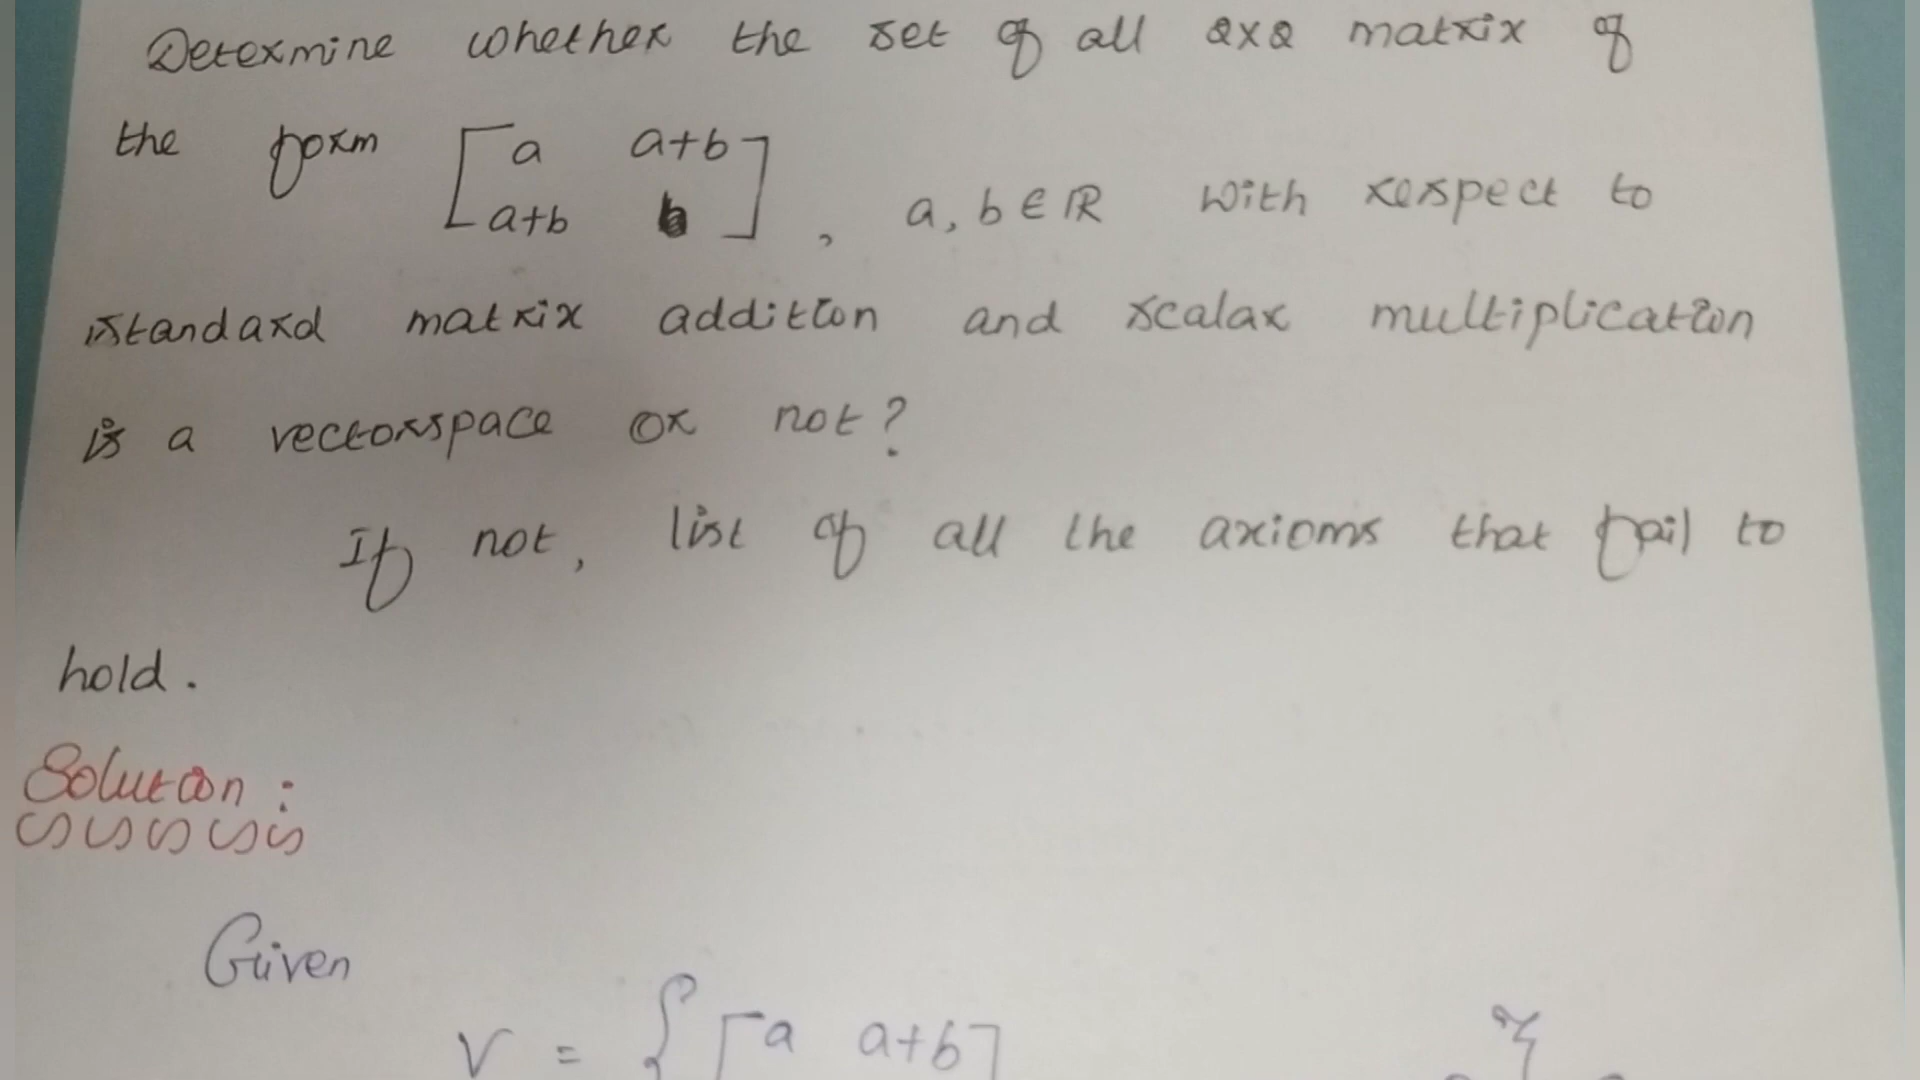 Determine whether the set of all 2x2 matrix of
the form [a a+b
a+b b], a, b ∈ ℝ with respect to
standard matrix addition and scalar multiplication
is a vectorspace or not?
If not, list of all the axioms that fail to
hold.
Solution:
Given
V = { [a a+b] }